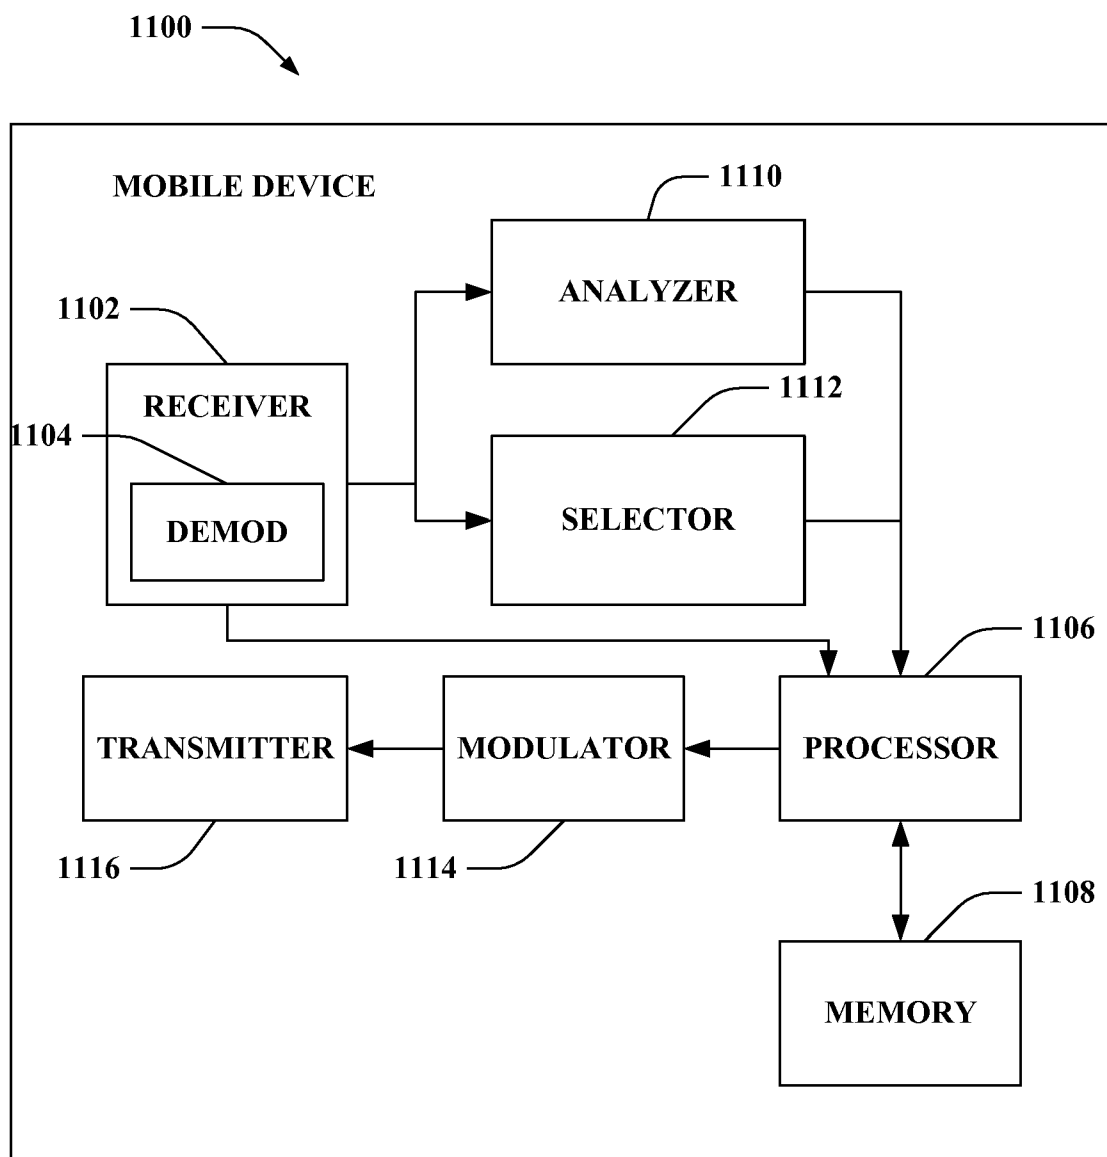 1100
MOBILE DEVICE
1110
ANALYZER
1102
RECEIVER
1112
1104
SELECTOR
DEMOD
1106
TRANSMITTER
MODULATOR
PROCESSOR
1116
1114
1108
MEMORY